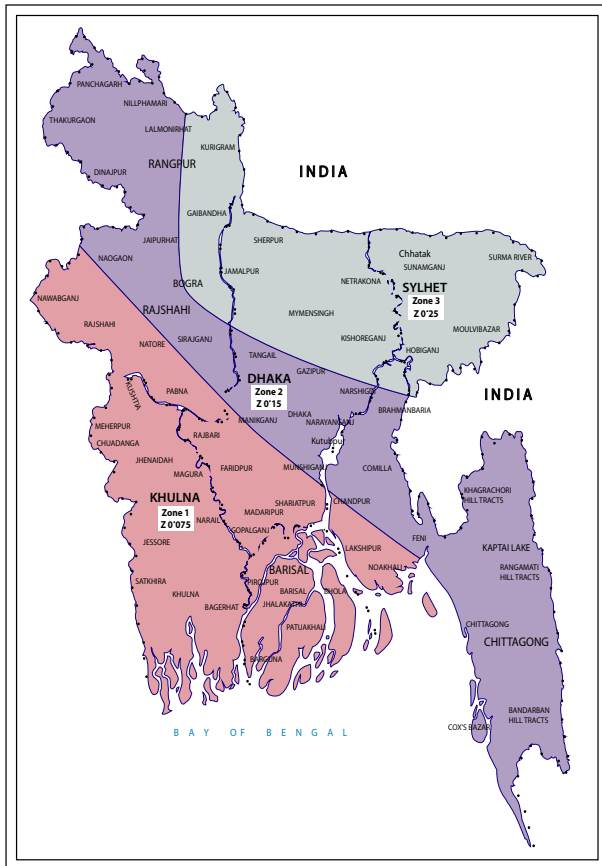 PANCHAGARH
NILLPHAMARI
THAKURGAON
LALMONIRHAT
KURIGRAM
RANGPUR
INDIA
DINAJPUR
GAIBANDHA
JAIPURHAT
SHERPUR
Chhatak
SURMA RIVER
NAOGAON
SUNAMGANJ
JAMALPUR
NETRAKONA
BOGRA
SYLHET
NAWABGANJ
Zone 3
Z 0'25
RAJSHAHI
MYMENSINGH
RAJSHAHI
MOULVIBAZAR
NATORE
SIRAJGANJ
KISHOREGANJ
HOBIGANJ
TANGAIL
GAZIPUR
DHAKA
INDIA
KUSHTIA
PABNA
Zone 2
Z 0'15
NARSHIGDI
BRAHMANBARIA
DHAKA
MANIKGANJ
NARAYANGANJ
MEHERPUR
RAJBARI
Kutubpur
CHUADANGA
JHENAIDAH
FARIDPUR
MUNSHIGANJ
COMILLA
MAGURA
KHAGRACHORI
HILL TRACTS
KHULNA
SHARIATPUR
CHANDPUR
Zone 1
Z 0'075
NARAIL
MADARIPUR
GOPALGANJ
FENI
JESSORE
LAKSHIPUR
KAPTAI LAKE
NOAKHALI
RANGAMATI
HILL TRACTS
BARISAL
SATKHIRA
PIROJPUR
KHULNA
BARISAL
BHOLA
BAGERHAT
JHALAKATHI
PATUAKHALI
CHITTAGONG
CHITTAGONG
BARGUNA
BANDARBAN
HILL TRACTS
COX'S BAZAR
BAY OF BENGAL